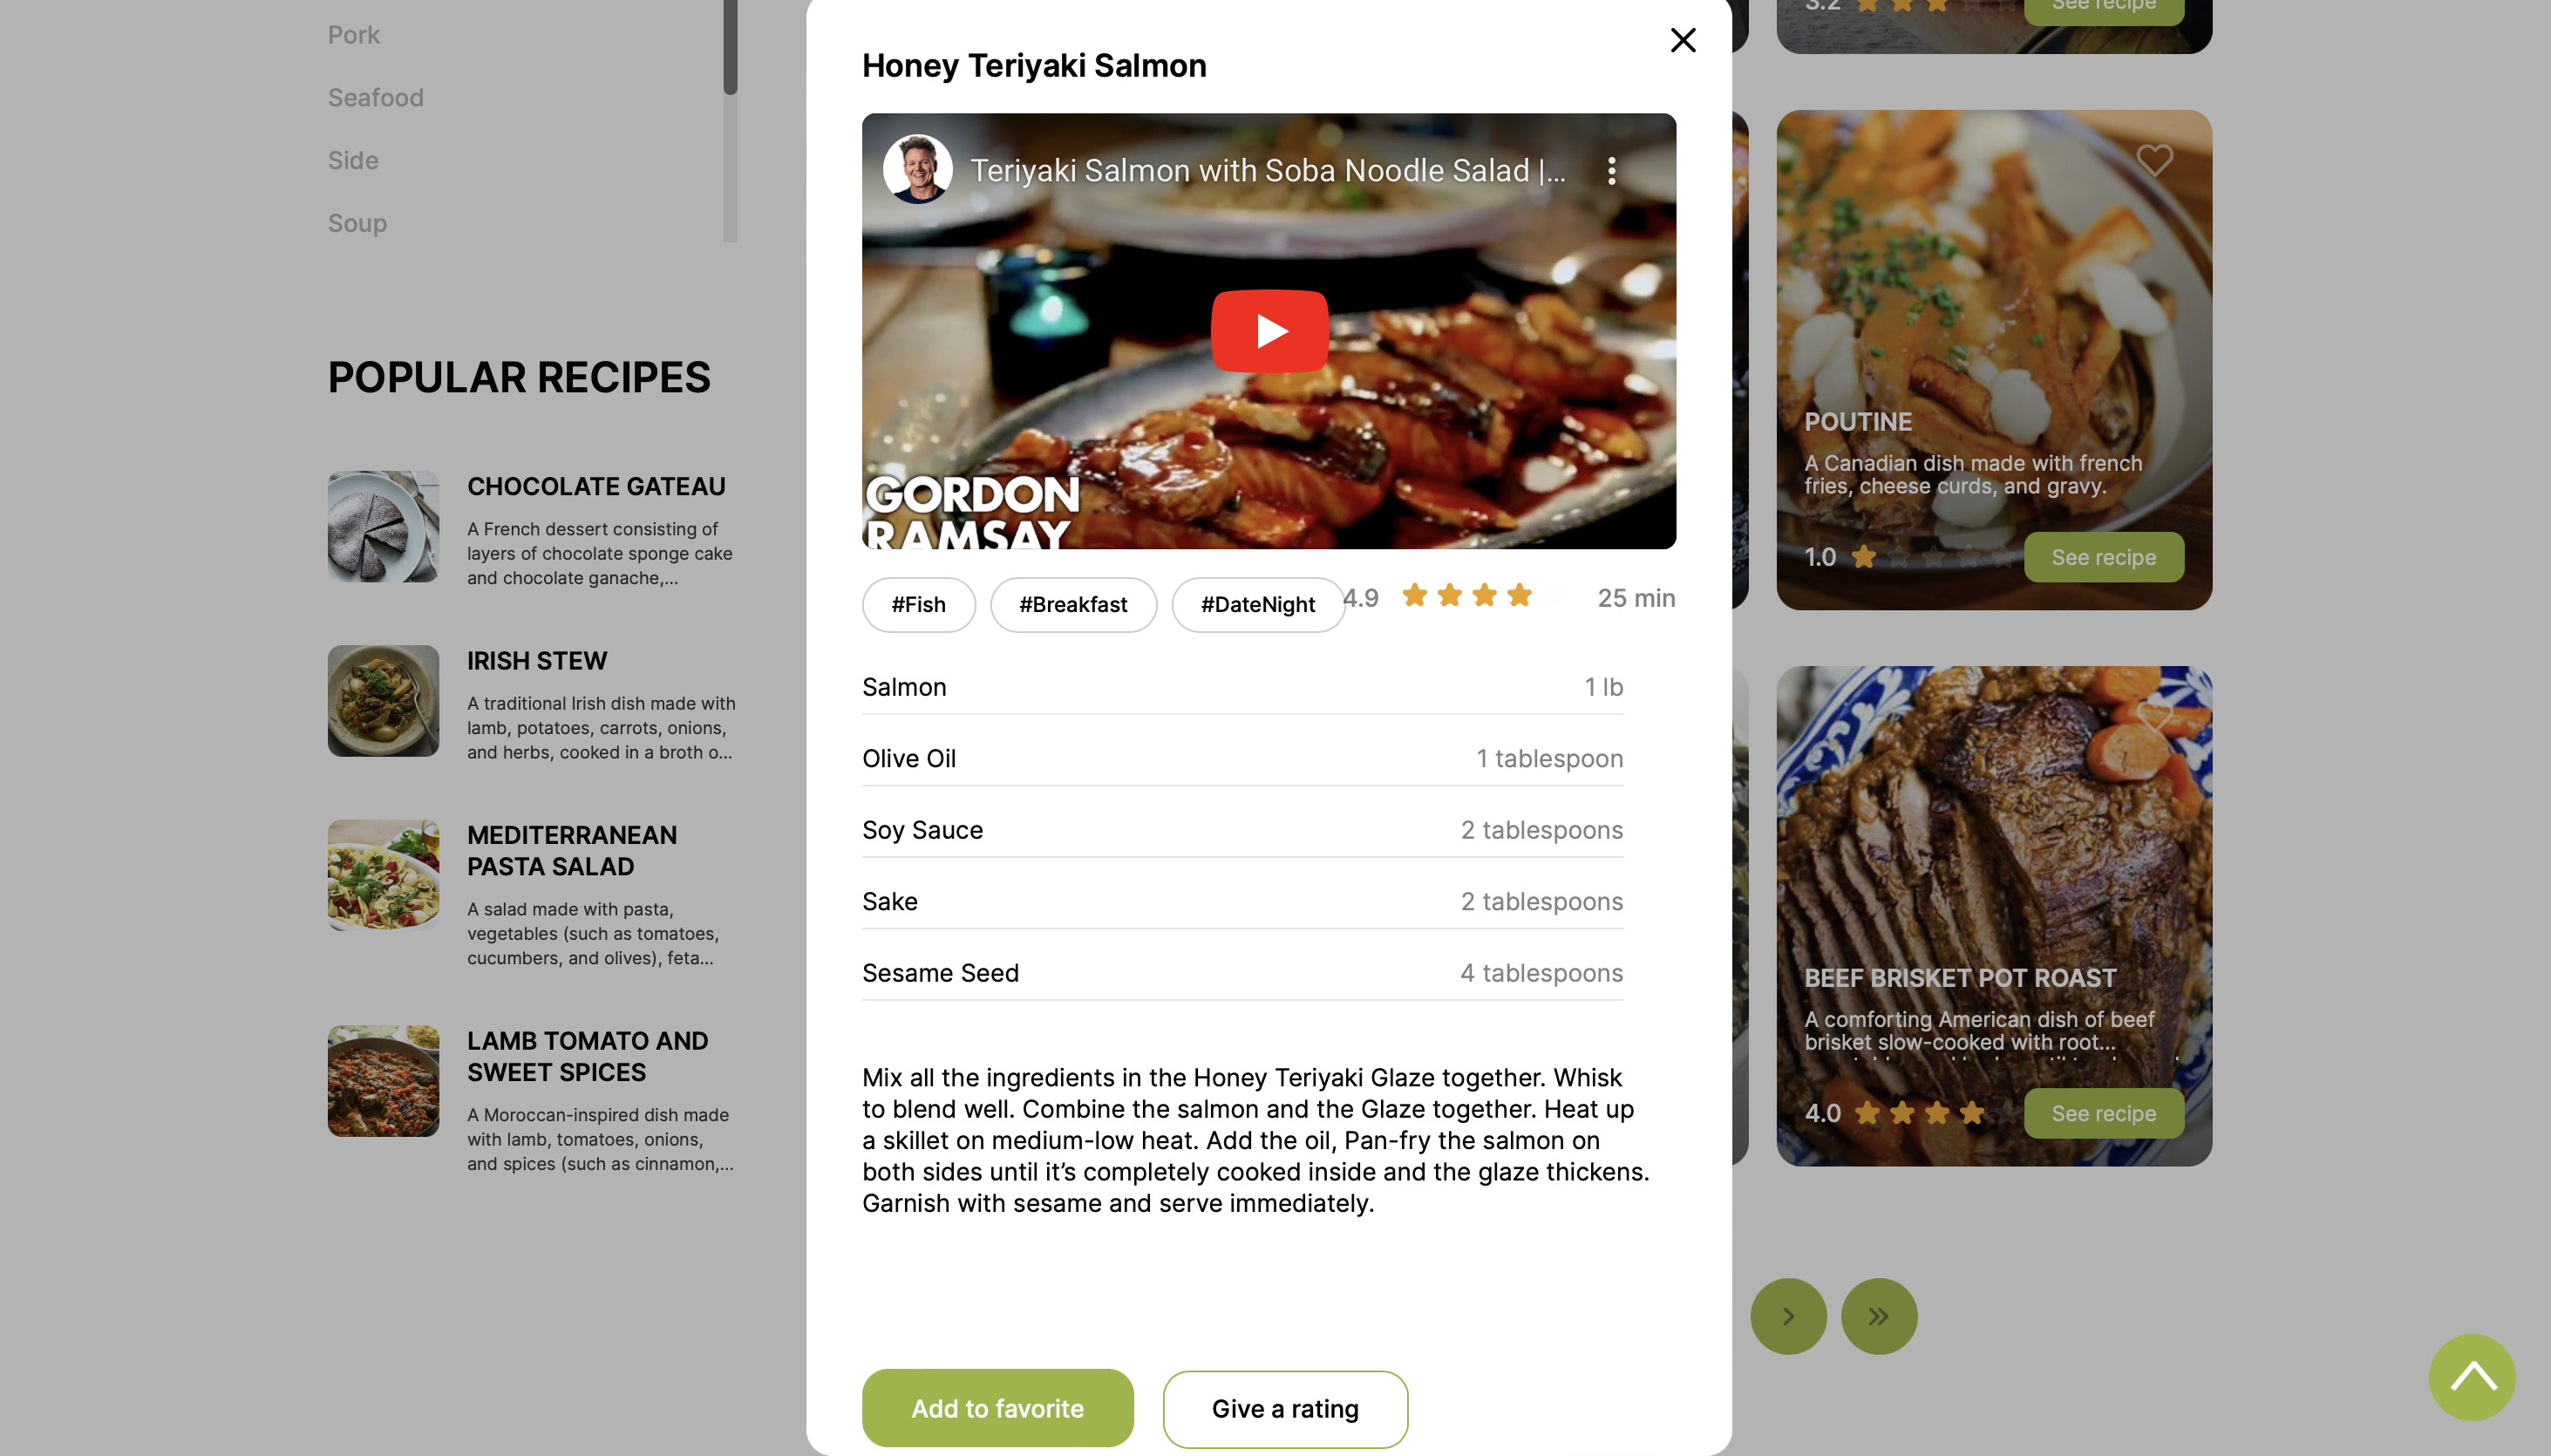 Pork
Seafood
Side
Soup
POPULAR RECIPES
CHOCOLATE GATEAU
A French dessert consisting of
layers of chocolate sponge cake
and chocolate ganache,...
IRISH STEW
A traditional Irish dish made with
lamb, potatoes, carrots, onions,
and herbs, cooked in a broth o...
MEDITERRANEAN
PASTA SALAD
A salad made with pasta,
vegetables (such as tomatoes,
cucumbers, and olives), feta...
LAMB TOMATO AND
SWEET SPICES
A Moroccan-inspired dish made
with lamb, tomatoes, onions,
and spices (such as cinnamon,...
Honey Teriyaki Salmon
Teriyaki Salmon with Soba Noodle Salad |...
GORDON
RAMSAY
#Fish #Breakfast #DateNight 4.9 25 min
Salmon 1 lb
Olive Oil 1 tablespoon
Soy Sauce 2 tablespoons
Sake 2 tablespoons
Sesame Seed 4 tablespoons
Mix all the ingredients in the Honey Teriyaki Glaze together. Whisk
to blend well. Combine the salmon and the Glaze together. Heat up
a skillet on medium-low heat. Add the oil, Pan-fry the salmon on
both sides until it’s completely cooked inside and the glaze thickens.
Garnish with sesame and serve immediately.
Add to favorite Give a rating
3.2 See recipe
POUTINE
A Canadian dish made with french
fries, cheese curds, and gravy.
1.0 See recipe
BEEF BRISKET POT ROAST
A comforting American dish of beef
brisket slow-cooked with root...
4.0 See recipe